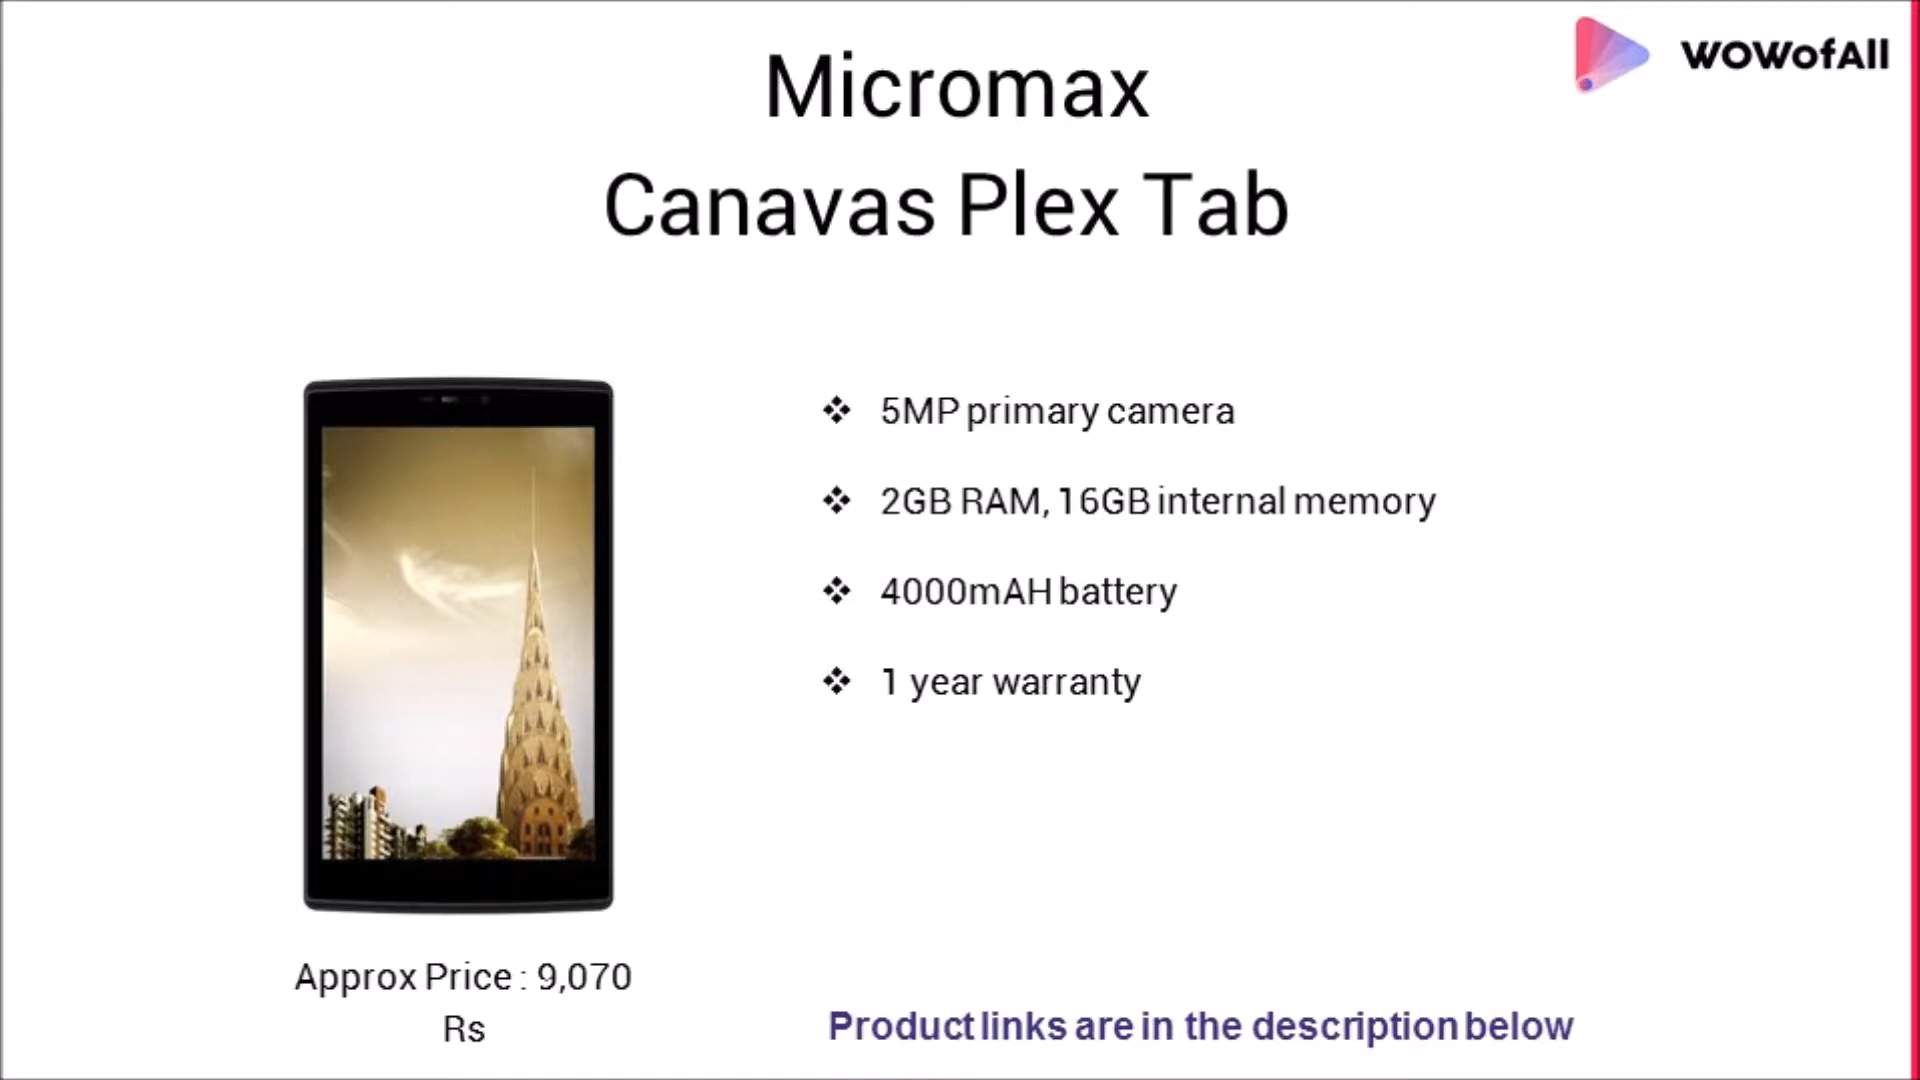 WOWofAll
Micromax
Canavas Plex Tab
❖ 5MP primary camera
❖ 2GB RAM, 16GB internal memory
❖ 4000mAH battery
❖ 1 year warranty
Approx Price : 9,070
Rs
Product links are in the description below